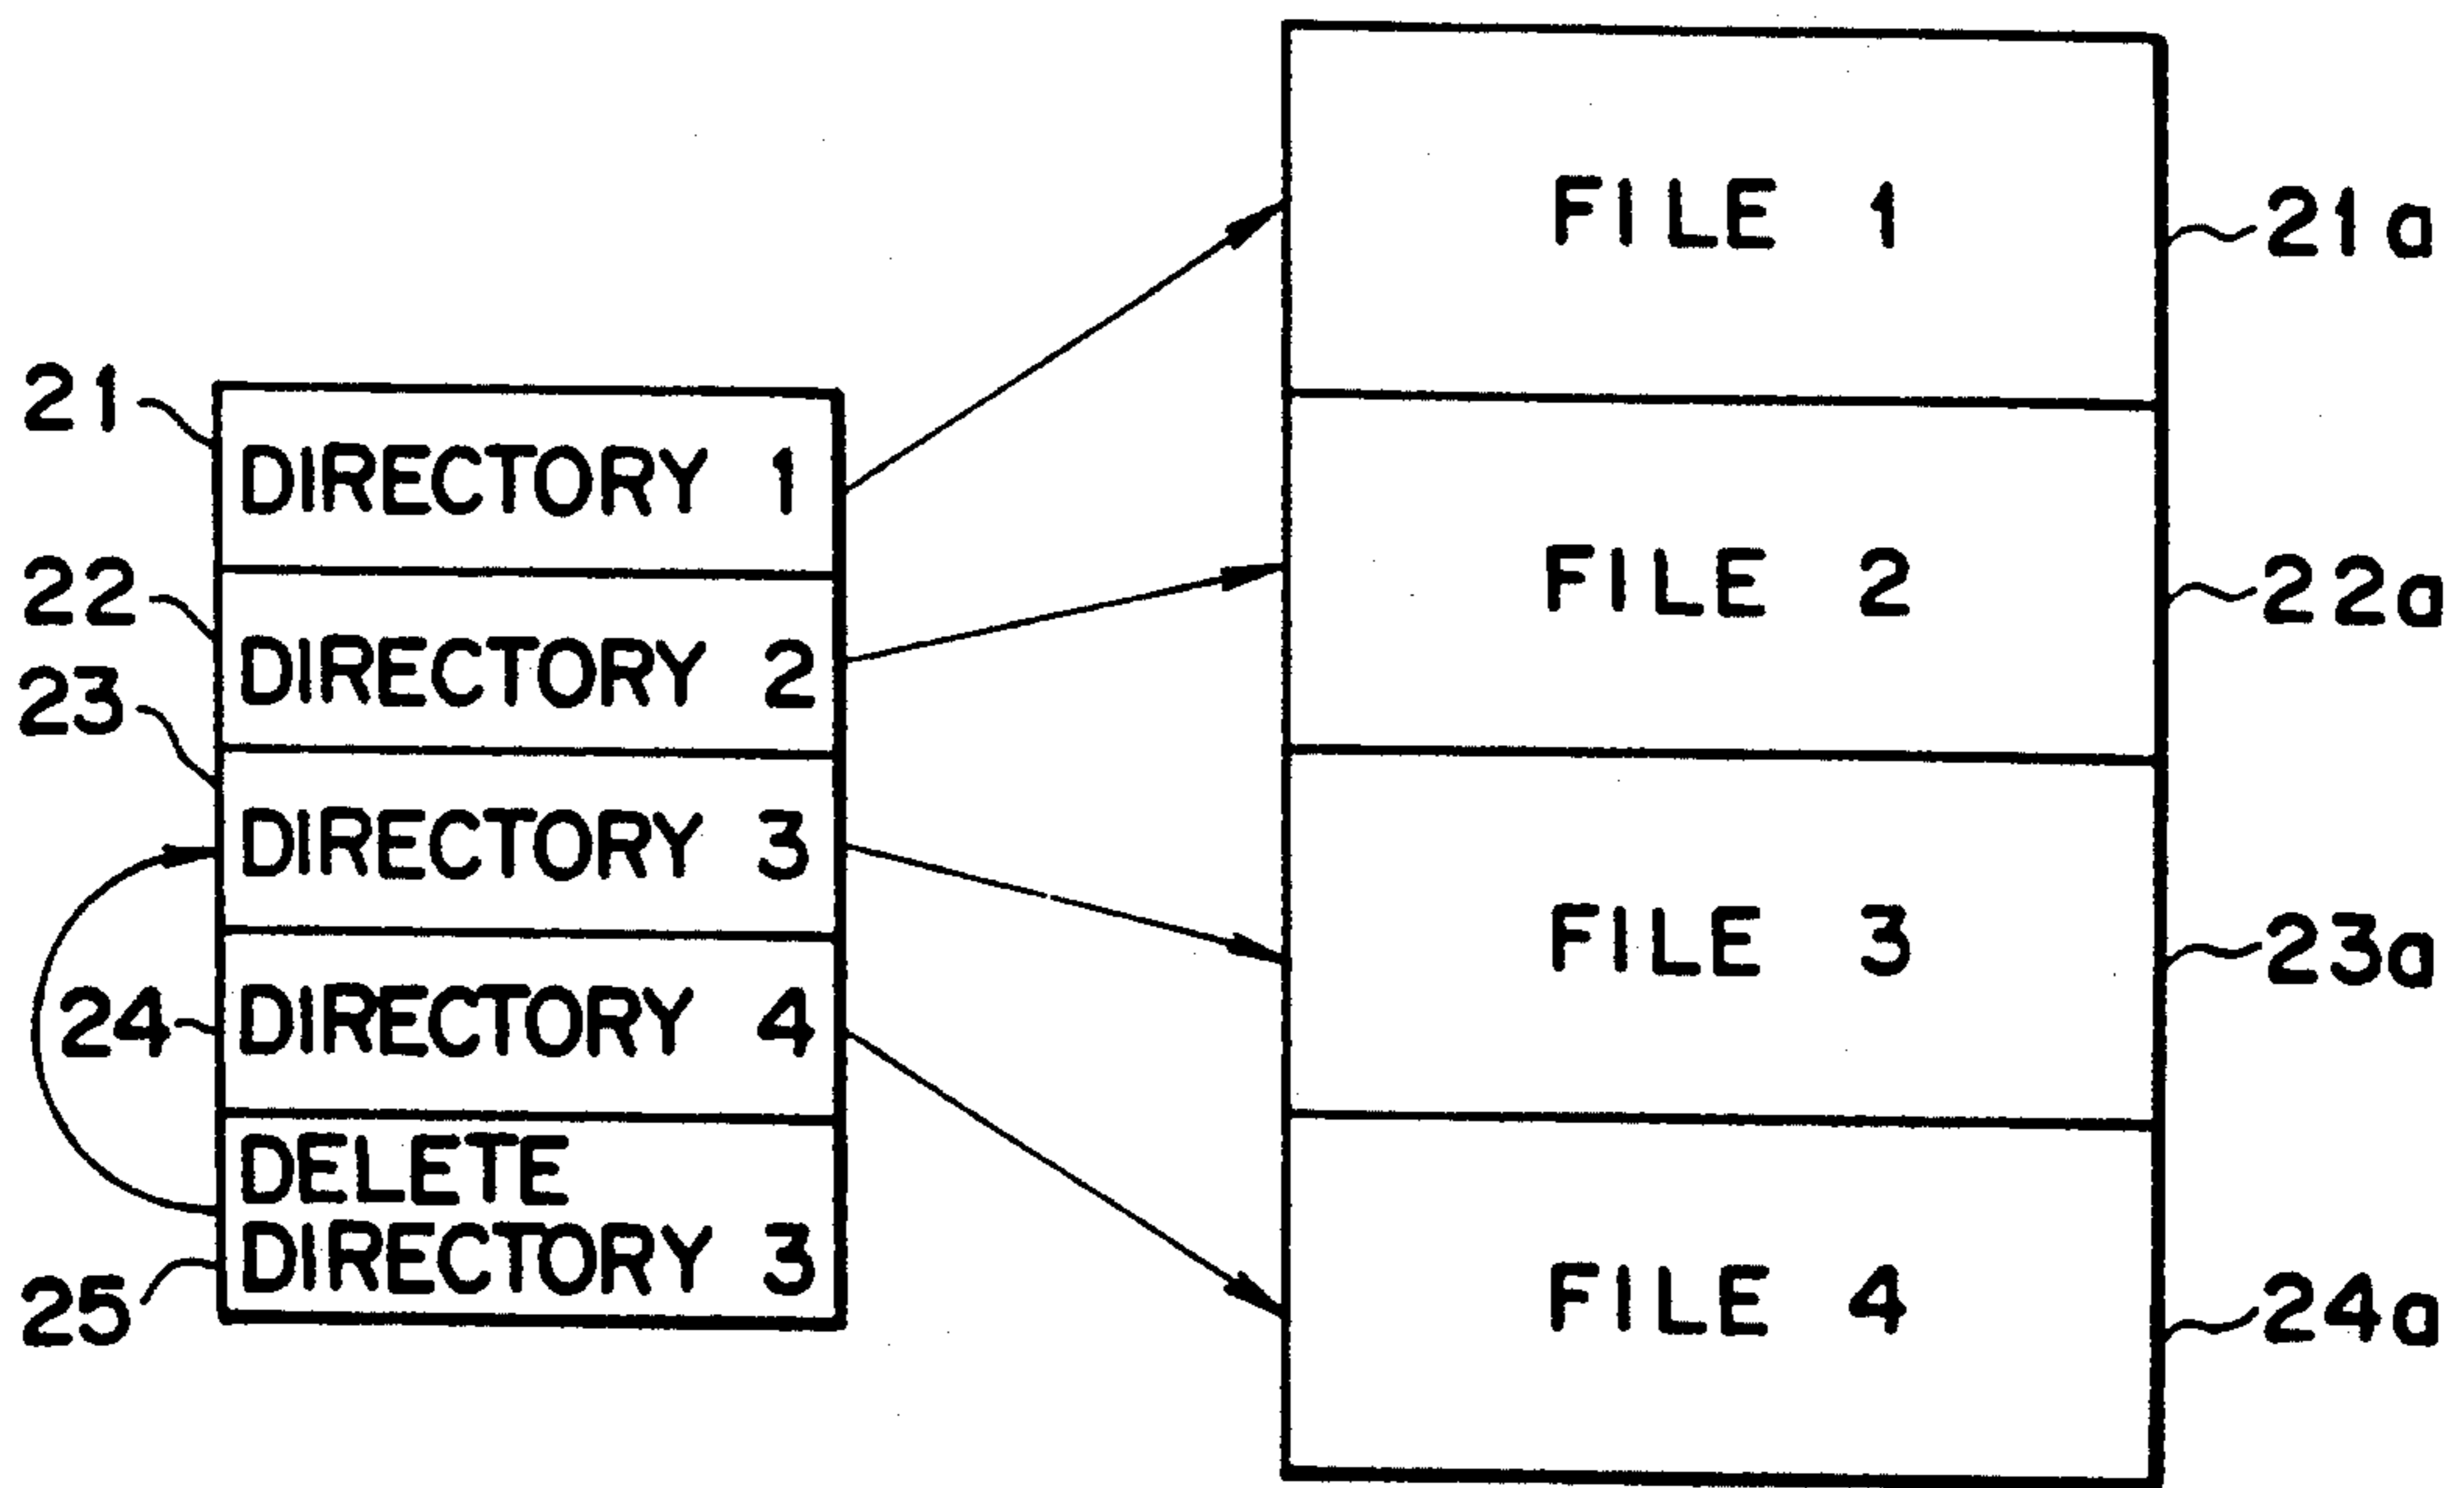 21
DIRECTORY 1
22
DIRECTORY 2
23
DIRECTORY 3
24
DIRECTORY 4
DELETE
DIRECTORY 3
25
FILE 1
21a
FILE 2
22a
FILE 3
23a
FILE 4
24a